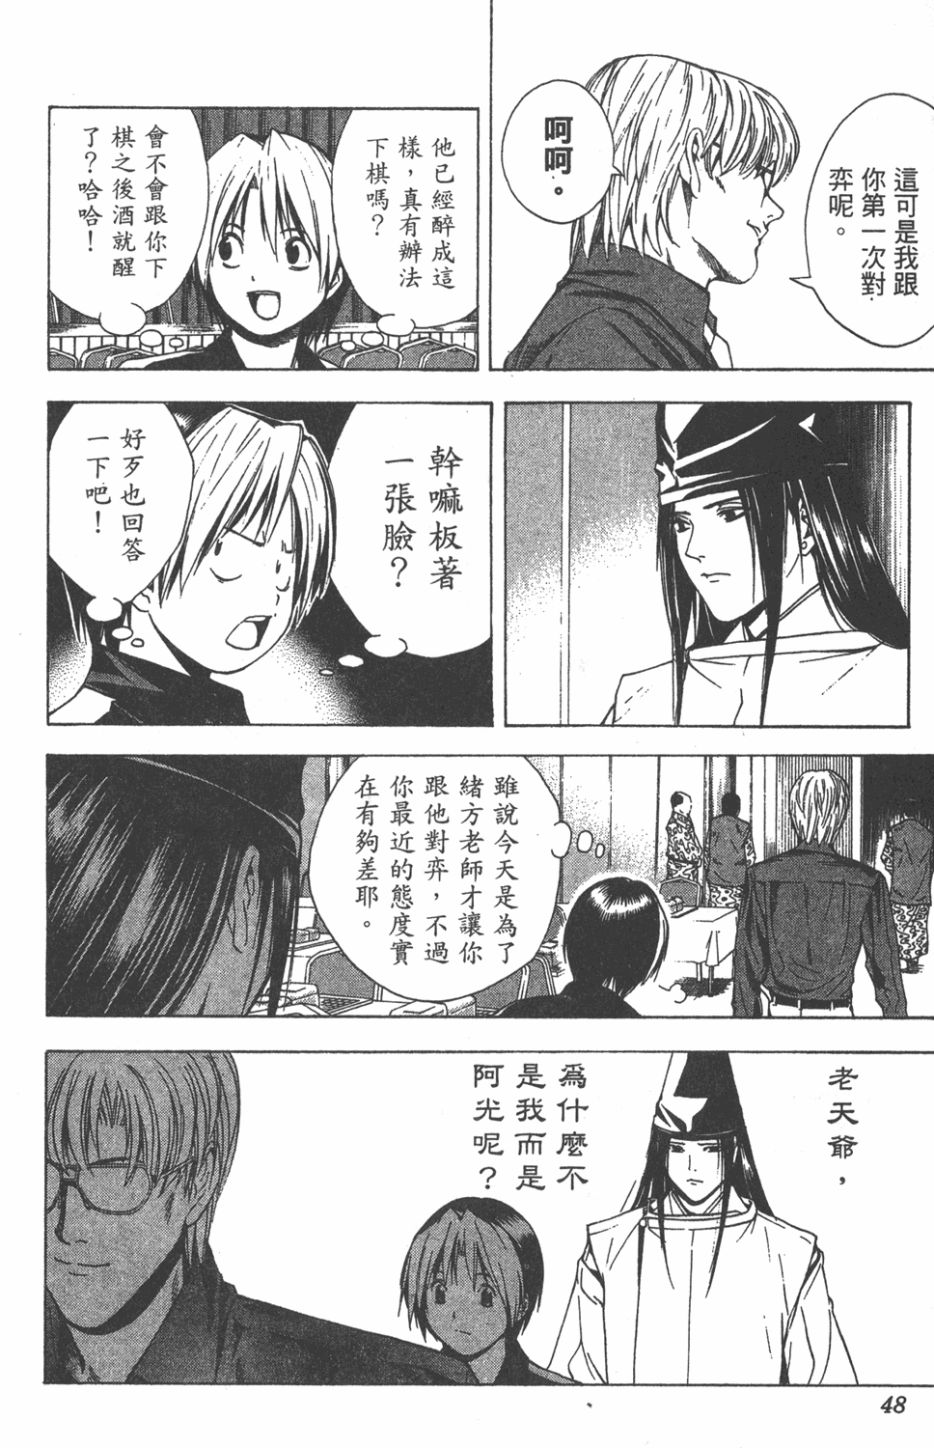 這可是我跟
你第一次對
弈呢。
呵呵。
他已經醉成這
樣，真有辦法
下棋嗎？
會不會跟你下
棋之後酒就醒
了？哈哈！
幹嘛板著
一張臉？
好歹也回答
一下吧！
雖說今天是為了
緒方老師才讓你
跟他對弈，不過
你最近的態度實
在有夠差耶。
老天爺，
為什麼不
是我而是
阿光呢？
48